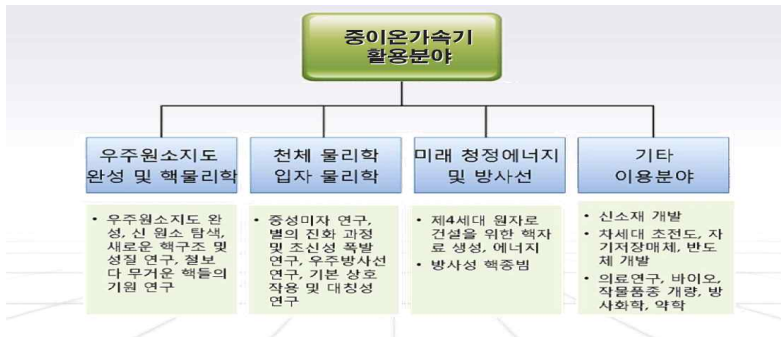 중이온가속기
활용분야
우주원소지도
완성 및 핵물리학
천체 물리학
입자 물리학
미래 청정에너지
및 방사선
기타
이용분야
• 우주원소지도 완
성, 신 원소 탐색,
새로운 핵구조 및
성질 연구, 철보
다 무거운 핵들의
기원 연구
• 중성미자 연구,
별의 진화 과정
및 초신성 폭발
연구, 우주방사선
연구, 기본 상호
작용 및 대칭성
연구
• 제4세대 원자로
건설을 위한 핵자
료 생성, 에너지
• 방사성 핵종빔
• 신소재 개발
• 차세대 초전도, 자
기저장매체, 반도
체 개발
• 의료연구, 바이오,
작물품종 개량, 방
사화학, 약학